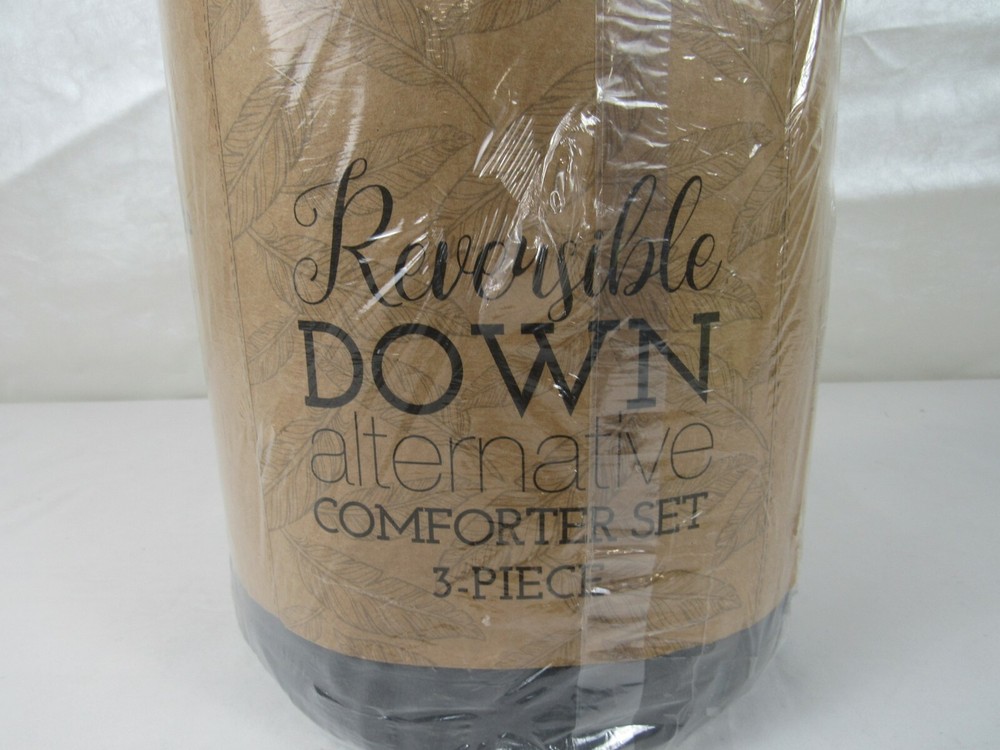 Reversible
DOWN
alternative
COMFORTER SET
3-PIECE